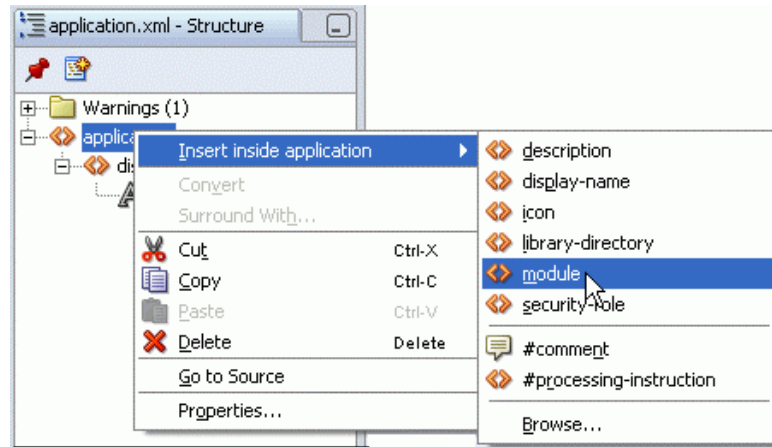 application.xml - Structure
Warnings (1)
applica
Insert inside application
description
dis
Convert
display-name
Surround With...
icon
Cut Ctrl-X
library-directory
Copy Ctrl-C
module
Paste Ctrl-V
security-role
Delete Delete
#comment
Go to Source
#processing-instruction
Properties...
Browse...